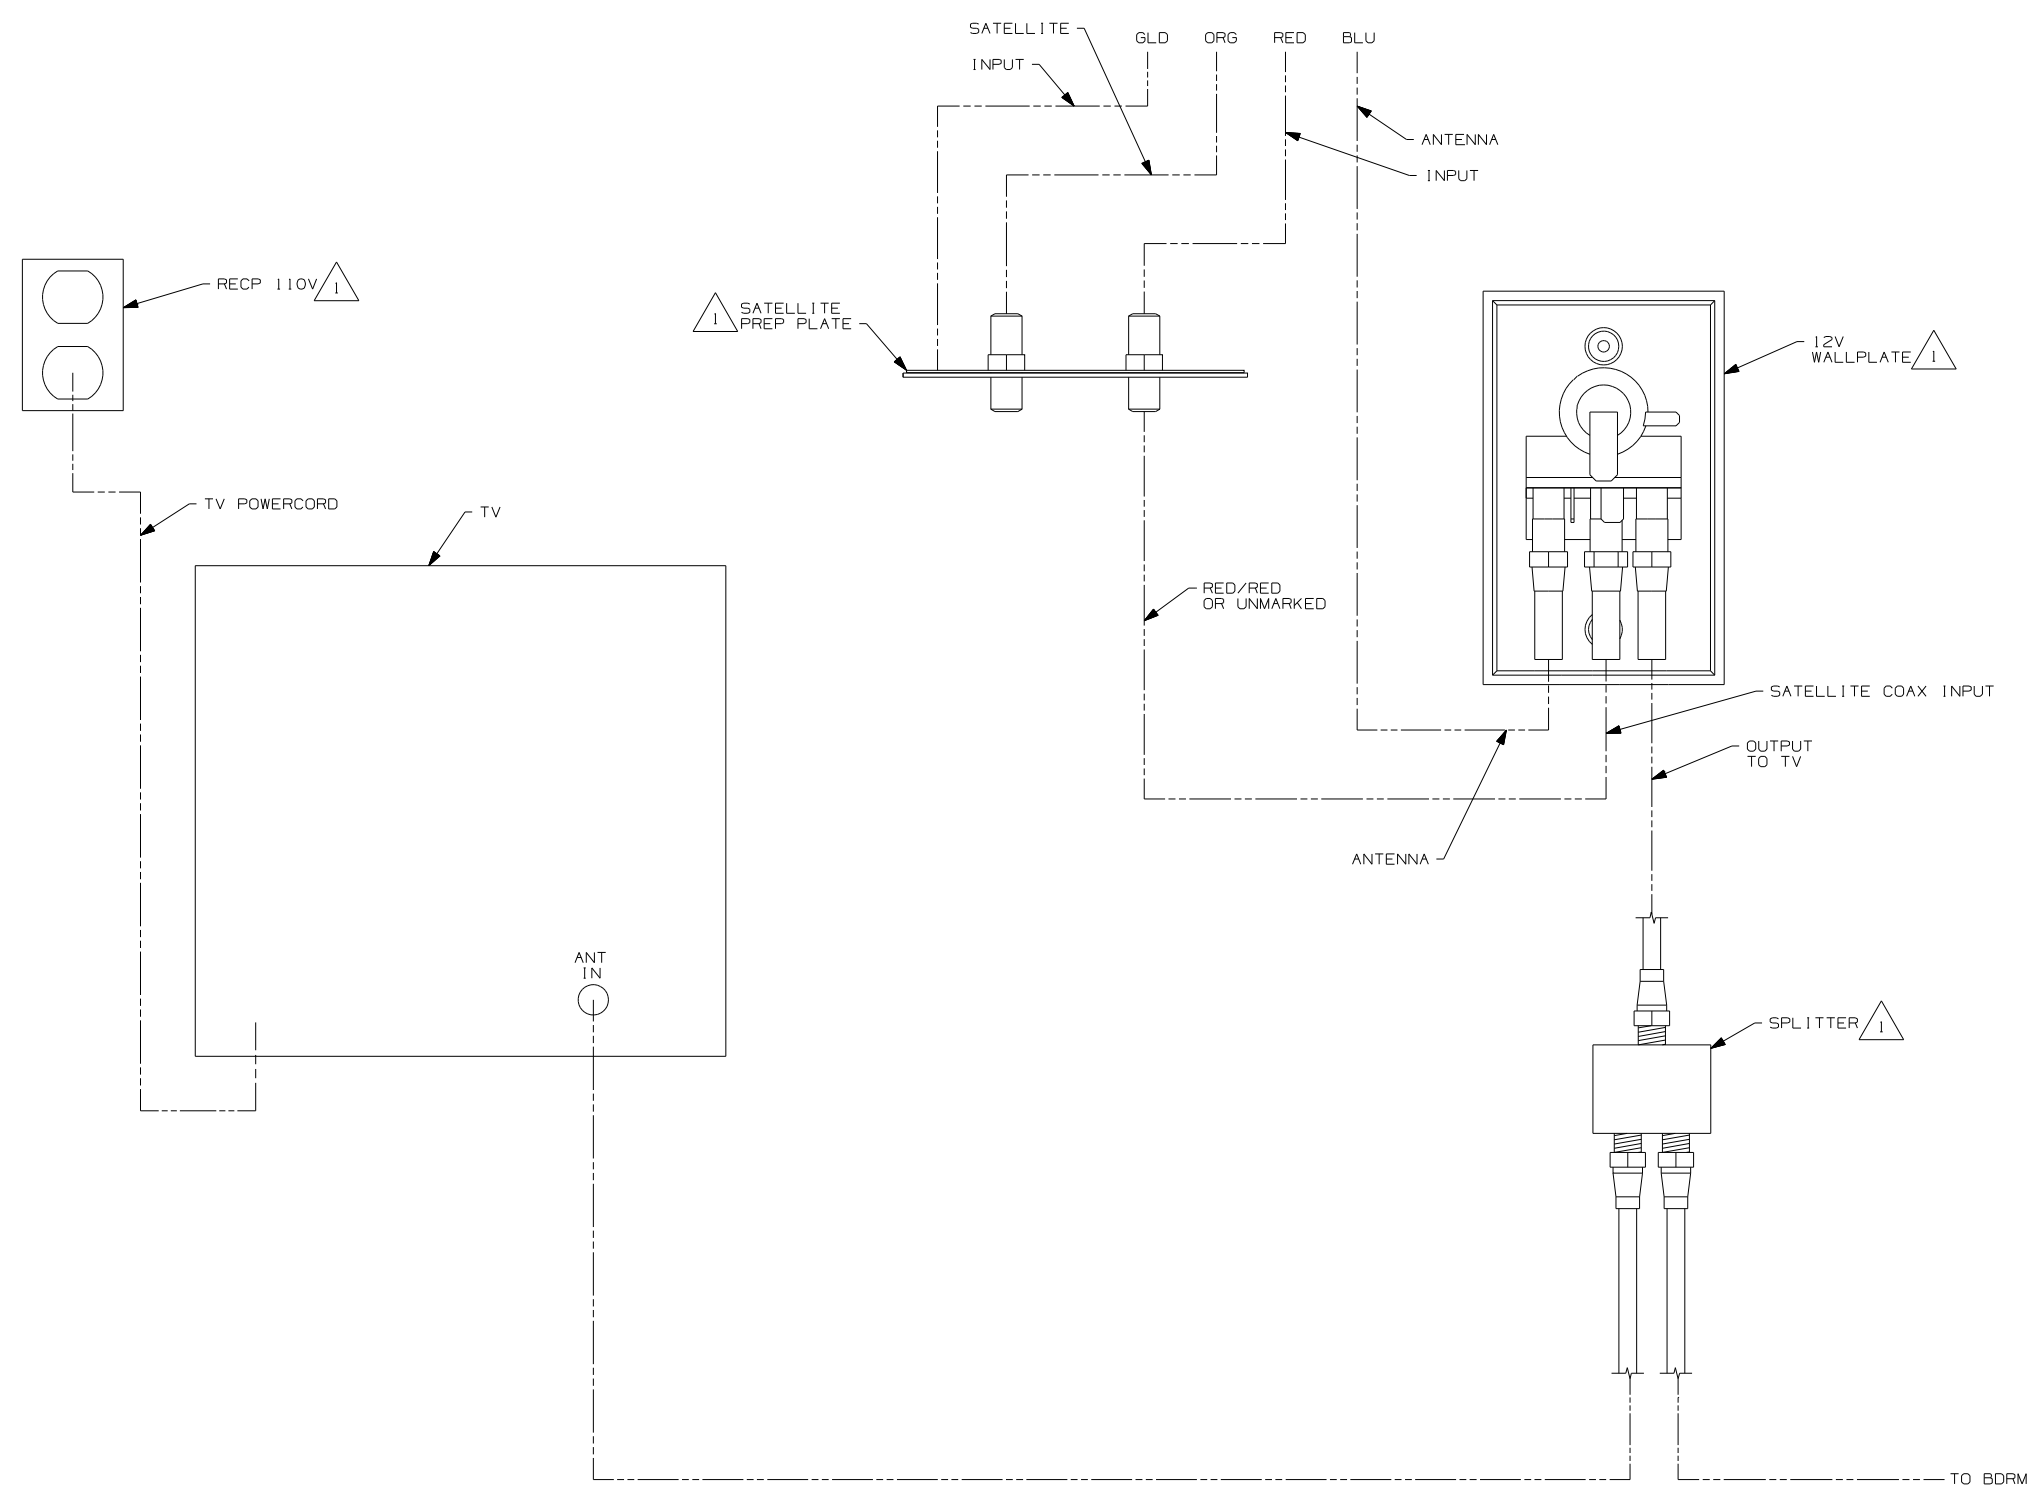 SATELLITE
GLD ORG RED BLU
INPUT
ANTENNA
INPUT
RECP 110V 1
1 SATELLITE
PREP PLATE
12V
WALLPLATE 1
TV POWERCORD
TV
RED/RED
OR UNMARKED
SATELLITE COAX INPUT
OUTPUT
TO TV
ANTENNA
ANT
IN
SPLITTER 1
TO BDRM